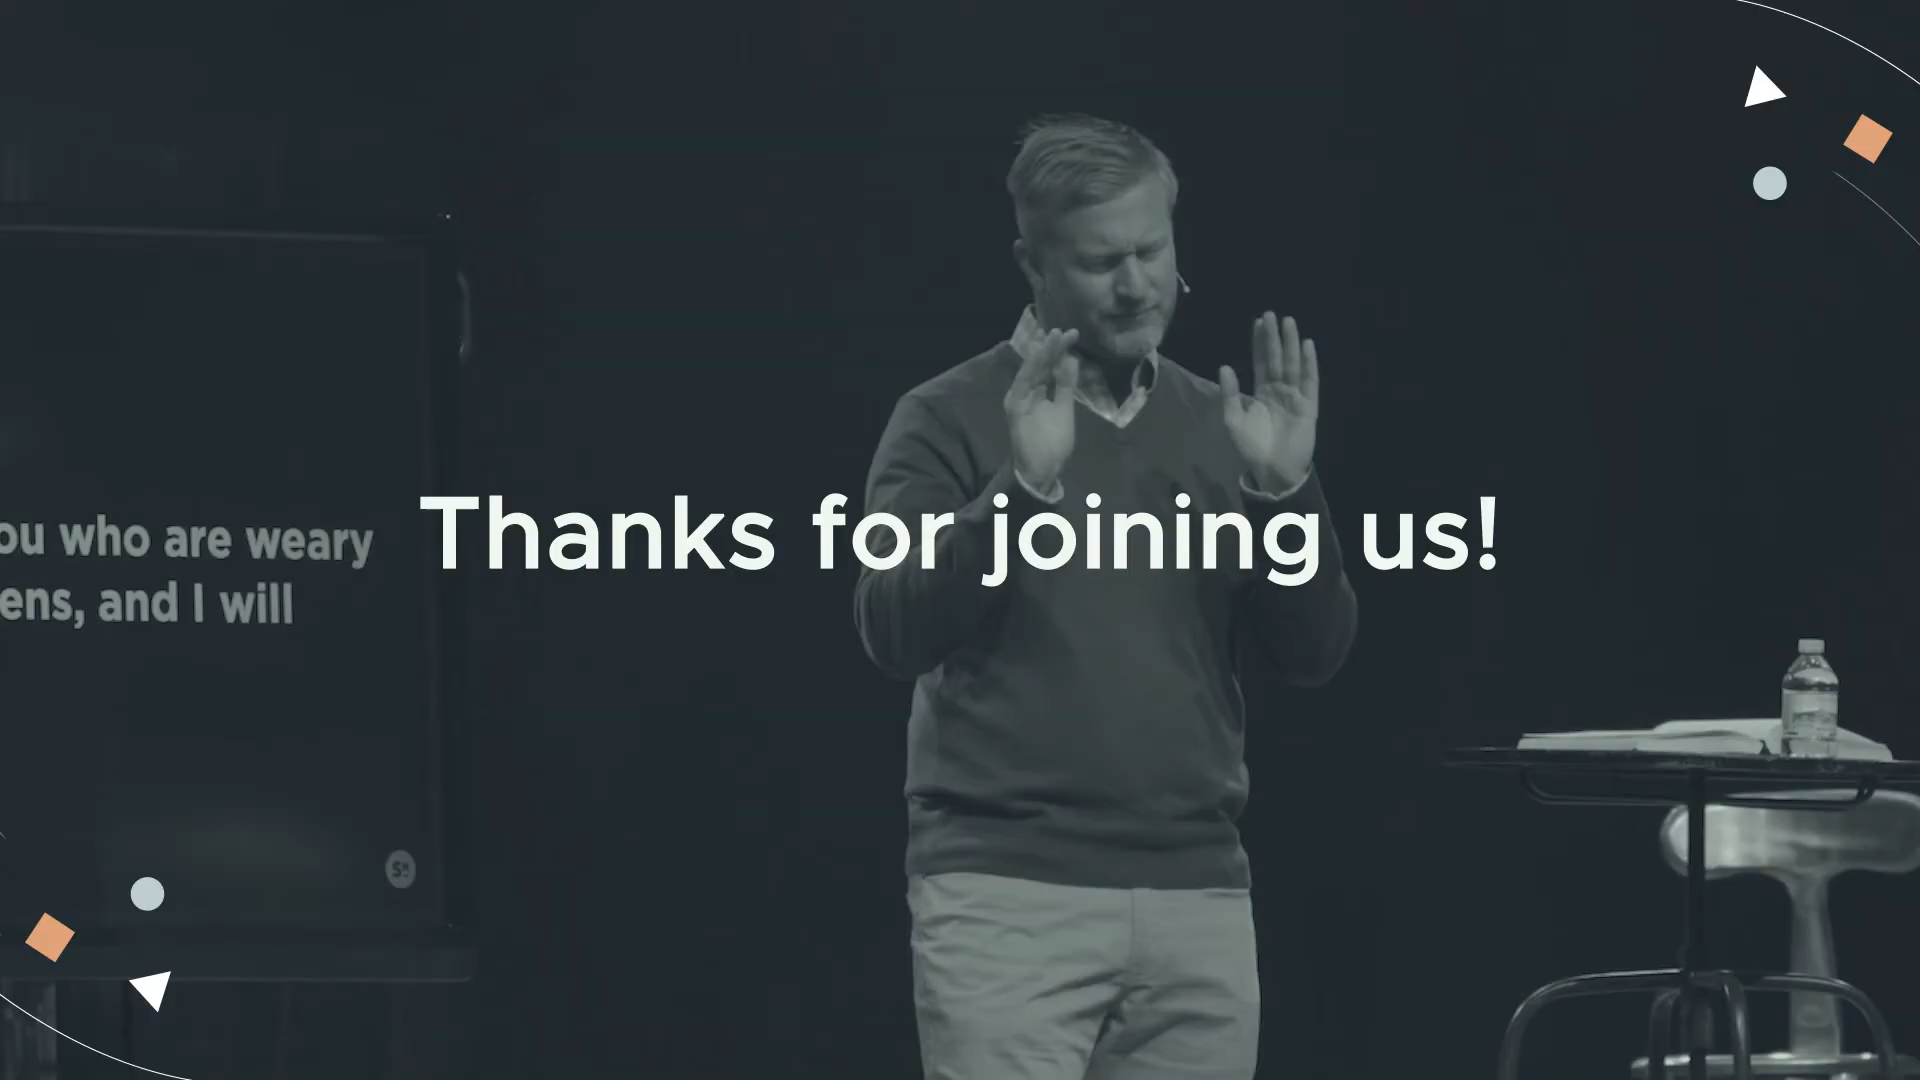 Thanks for joining us!
ou who are weary
ens, and I will